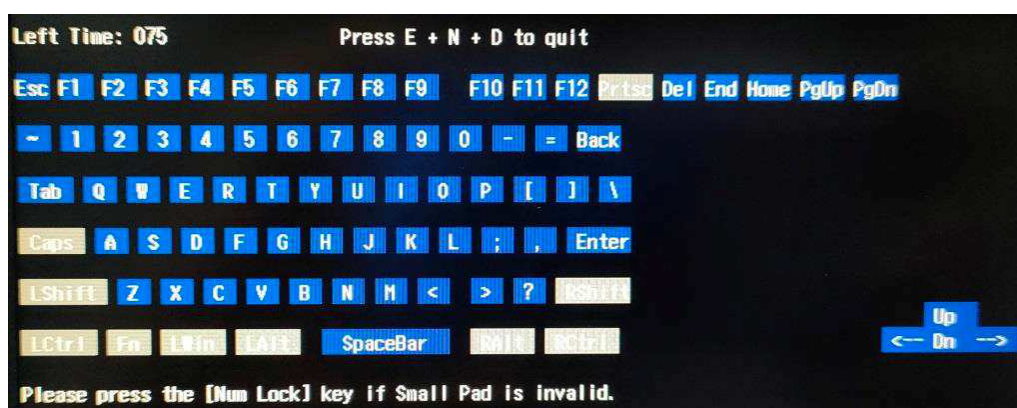 Left Time: 075 Press E + N + D to quit
Esc F1 F2 F3 F4 F5 F6 F7 F8 F9 F10 F11 F12 Prtsc Del End Home PgUp PgDn
~ 1 2 3 4 5 6 7 8 9 0 - = Back
Tab Q W E R T Y U I O P [ ] \
Caps A S D F G H J K L ; , Enter
LShift Z X C V B N M < > ? RShift
Up
LCtrl Fn LWin LAlt SpaceBar RAlt RCtrl <-- Dn -->
Please press the [Num Lock] key if Small Pad is invalid.